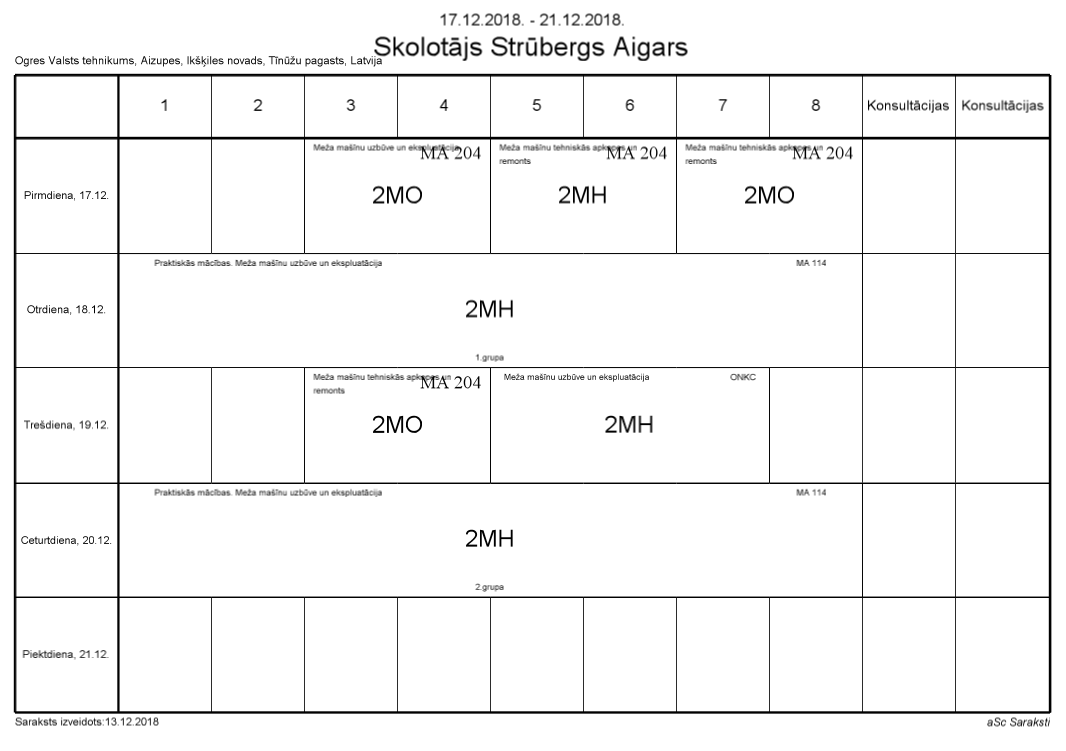 17.12.2018. - 21.12.2018.
Skolotājs Strūbergs Aigars
Ogres Valsts tehnikums, Aizupes, Ikšķiles novads, Tīnūžu pagasts, Latvija
1 2 3 4 5 6 7 8 Konsultācijas Konsultācijas
Pirmdiena, 17.12.
Meža mašīnu uzbūve un ekspluatācija
MA 204
2MO
Meža mašīnu tehniskās apkopes un
remonts
MA 204
2MH
Meža mašīnu tehniskās apkopes un
remonts
MA 204
2MO
Otrdiena, 18.12.
Praktiskās mācības. Meža mašīnu uzbūve un ekspluatācija
MA 114
2MH
1.grupa
Trešdiena, 19.12.
Meža mašīnu tehniskās apkopes un
remonts
MA 204
2MO
Meža mašīnu uzbūve un ekspluatācija
ONKC
2MH
Ceturtdiena, 20.12.
Praktiskās mācības. Meža mašīnu uzbūve un ekspluatācija
MA 114
2MH
2.grupa
Piektdiena, 21.12.
Saraksts izveidots:13.12.2018
aSc Saraksti